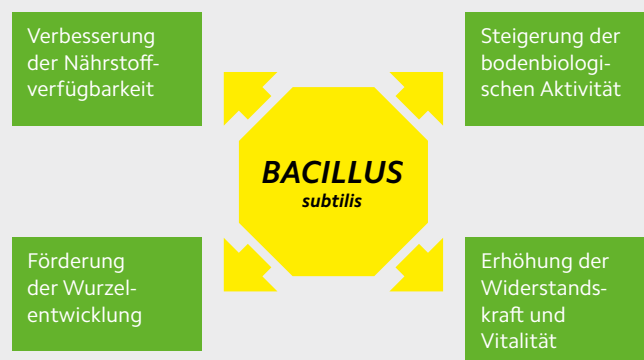 Verbesserung
der Nährstoff-
verfügbarkeit
Steigerung der
bodenbiologi-
schen Aktivität
BACILLUS
subtilis
Förderung
der Wurzel-
entwicklung
Erhöhung der
Widerstands-
kraft und
Vitalität